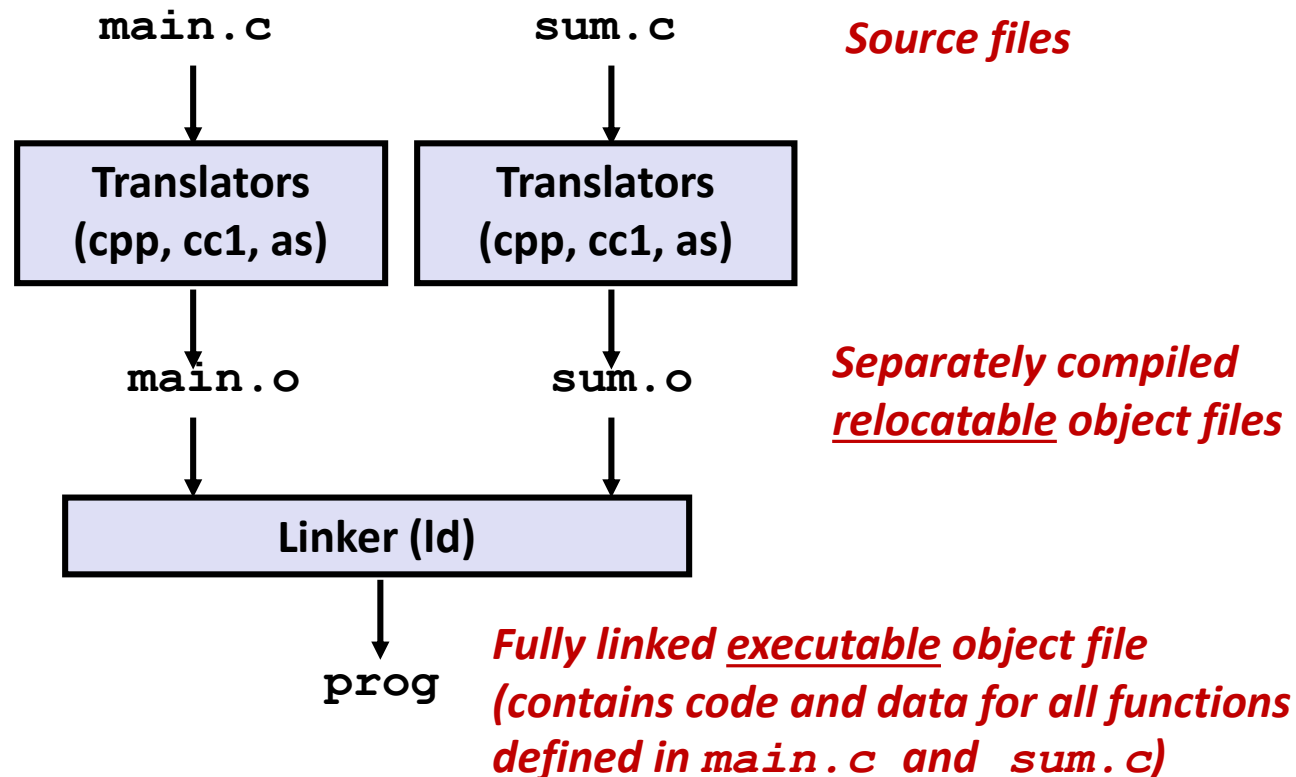 main.c sum.c Source files
Translators Translators
(cpp, cc1, as) (cpp, cc1, as)
main.o sum.o Separately compiled
relocatable object files
Linker (ld)
Fully linked executable object file
prog (contains code and data for all functions
defined in main.c and sum.c)